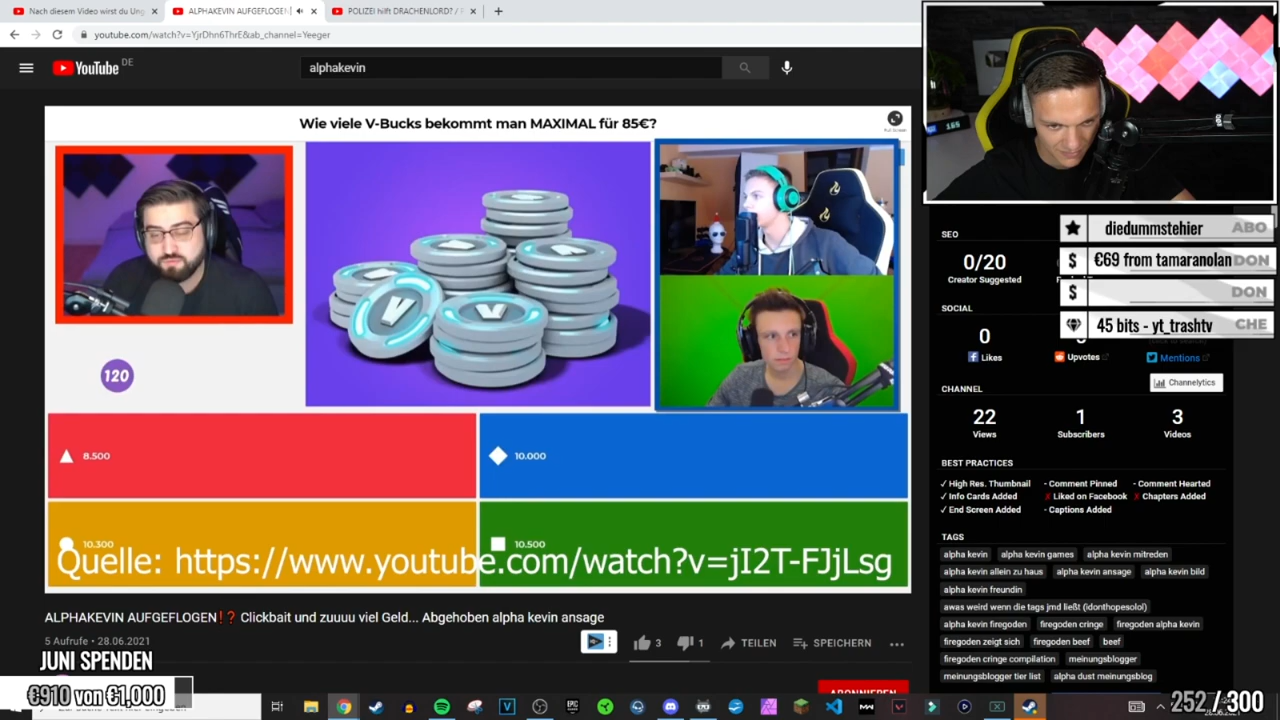 Nach diesem Video wirst du Ung
ALPHAKEVIN AUFGEFLOGEN
POLIZEI hilft DRACHENLORD? / F
youtube.com/watch?v=YjrDhn6ThrE&ab_channel=Yeeger
YouTube DE
alphakevin
Wie viele V-Bucks bekommt man MAXIMAL für 85€?
120
8.500
10.000
10.300
10.500
Quelle: https://www.youtube.com/watch?v=jI2T-FJjLsg
ALPHAKEVIN AUFGEFLOGEN❗❓ Clickbait und zuuuu viel Geld... Abgehoben alpha kevin ansage
5 Aufrufe • 28.06.2021
3
1
TEILEN
SPEICHERN
JUNI SPENDEN
€910 von €1,000
ABONNIEREN
SEO
0/20
Creator Suggested
diedummstehier ABO
€69 from tamaranolan DON
DON
45 bits - yt_trashtv CHE
SOCIAL
0
Likes
Upvotes
Mentions
Channelytics
CHANNEL
22
Views
1
Subscribers
3
Videos
BEST PRACTICES
✓ High Res. Thumbnail - Comment Pinned - Comment Hearted
✓ Info Cards Added ✗ Liked on Facebook ✗ Chapters Added
✓ End Screen Added - Captions Added
TAGS
alpha kevin alpha kevin games alpha kevin mitreden
alpha kevin allein zu haus alpha kevin ansage alpha kevin bild
alpha kevin freundin
awas weird wenn die tags jmd ließt (idonthopesolol)
alpha kevin firegoden firegoden cringe firegoden alpha kevin
firegoden zeigt sich firegoden beef beef
firegoden cringe compilation meinungsblogger
meinungsblogger tier list alpha dust meinungsblog
252 / 300